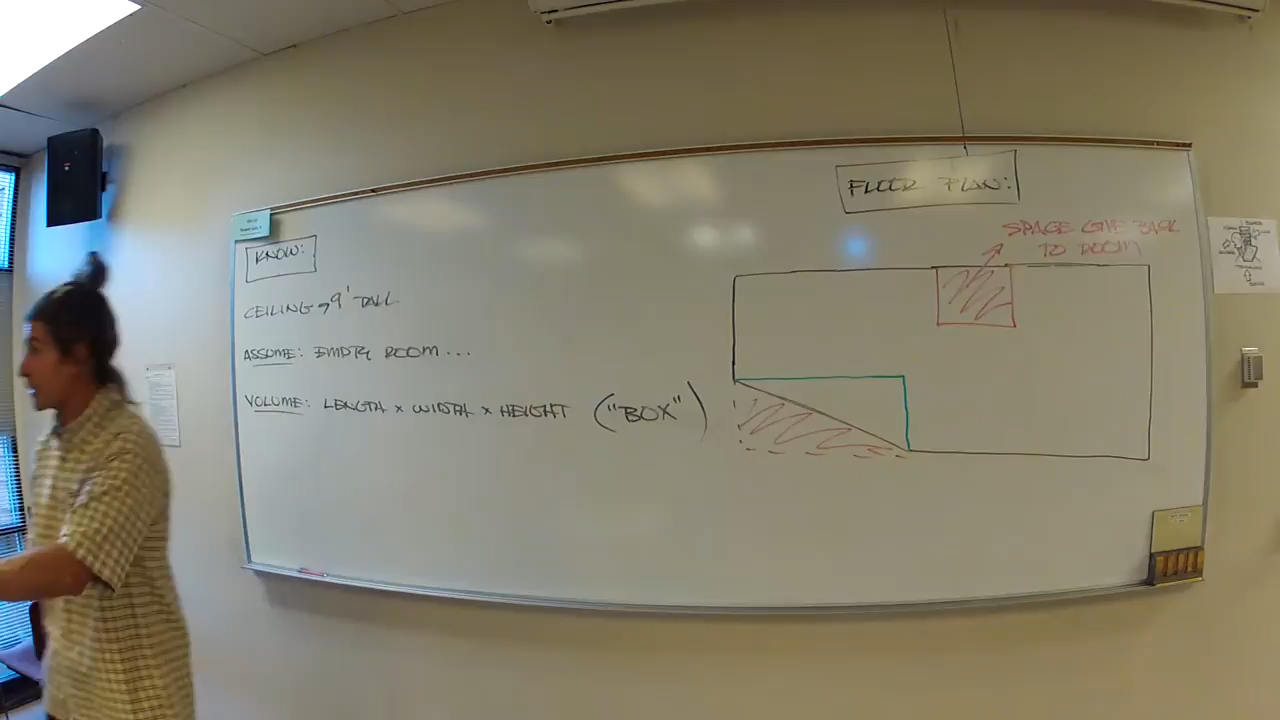 KNOW:
CEILING → 9' TALL
ASSUME: EMPTY ROOM...
VOLUME: LENGTH x WIDTH x HEIGHT ("BOX")
FLOOR PLAN:
SPACE GIVE BACK
TO ROOM